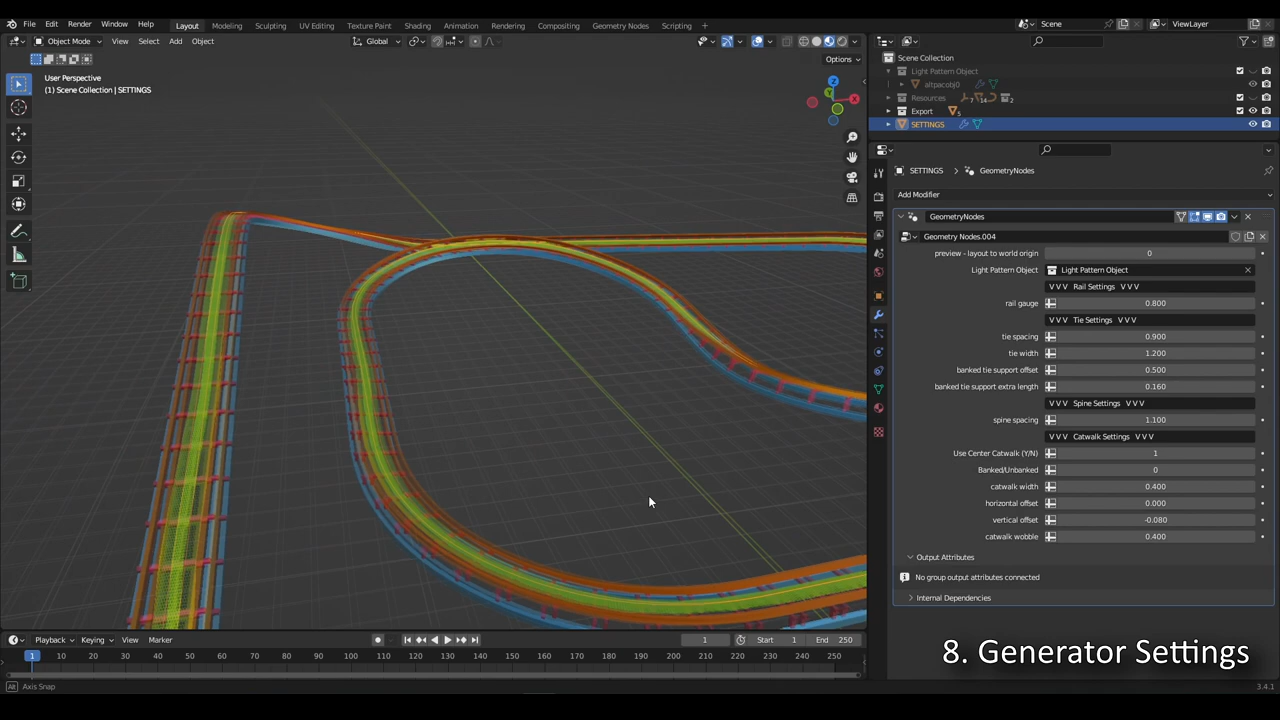 File Edit Render Window Help Layout Modeling Sculpting UV Editing Texture Paint Shading Animation Rendering Compositing Geometry Nodes Scripting + Scene ViewLayer
Object Mode View Select Add Object Global
Options
User Perspective
(1) Scene Collection | SETTINGS
Z
Y
X
Scene Collection
Light Pattern Object
altpacobj0
Resources 7 14 2
Export 5
SETTINGS
SETTINGS > GeometryNodes
Add Modifier
GeometryNodes
Geometry Nodes.004
preview - layout to world origin 0
Light Pattern Object Light Pattern Object
V V V Rail Settings V V V
rail gauge 0.800
V V V Tie Settings V V V
tie spacing 0.900
tie width 1.200
banked tie support offset 0.500
banked tie support extra length 0.160
V V V Spine Settings V V V
spine spacing 1.100
V V V Catwalk Settings V V V
Use Center Catwalk (Y/N) 1
Banked/Unbanked 0
catwalk width 0.400
horizontal offset 0.000
vertical offset -0.080
catwalk wobble 0.400
Output Attributes
No group output attributes connected
Internal Dependencies
Playback Keying View Marker 1 Start 1 End 250
1 10 20 30 40 50 60 70 80 90 100 110 120 130 140 150 160 170 180 190 200 210 220 230 240 250
8. Generator Settings
Alt Axis Snap 3.4.1